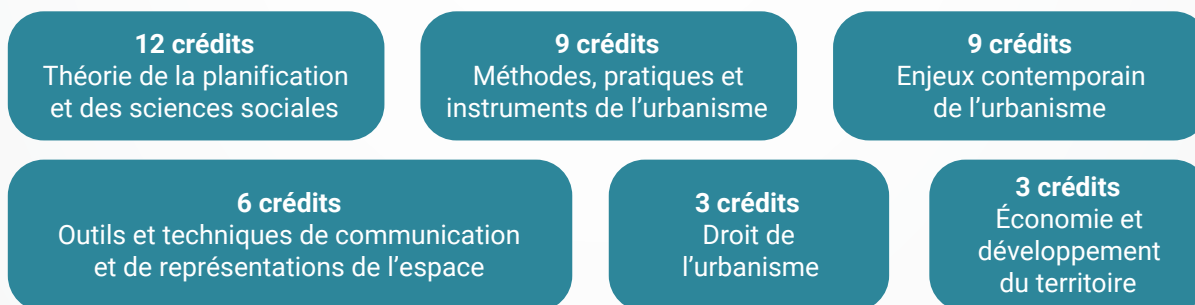 12 crédits
Théorie de la planification
et des sciences sociales
9 crédits
Méthodes, pratiques et
instruments de l'urbanisme
9 crédits
Enjeux contemporain
de l'urbanisme
6 crédits
Outils et techniques de communication
et de représentations de l'espace
3 crédits
Droit de
l'urbanisme
3 crédits
Économie et
développement
du territoire